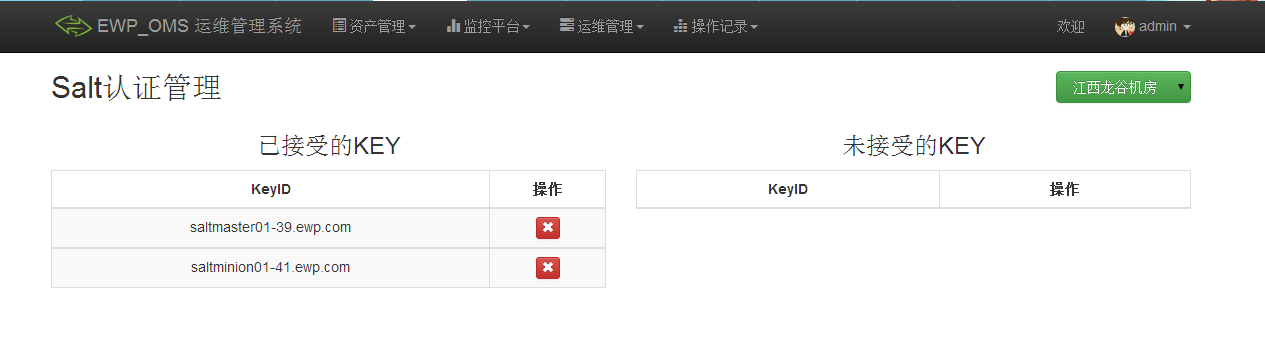 EWP_OMS 运维管理系统 资产管理 监控平台 运维管理 操作记录 欢迎 admin
Salt认证管理 江西龙谷机房
已接受的KEY
KeyID 操作
saltmaster01-39.ewp.com
saltminion01-41.ewp.com
未接受的KEY
KeyID 操作